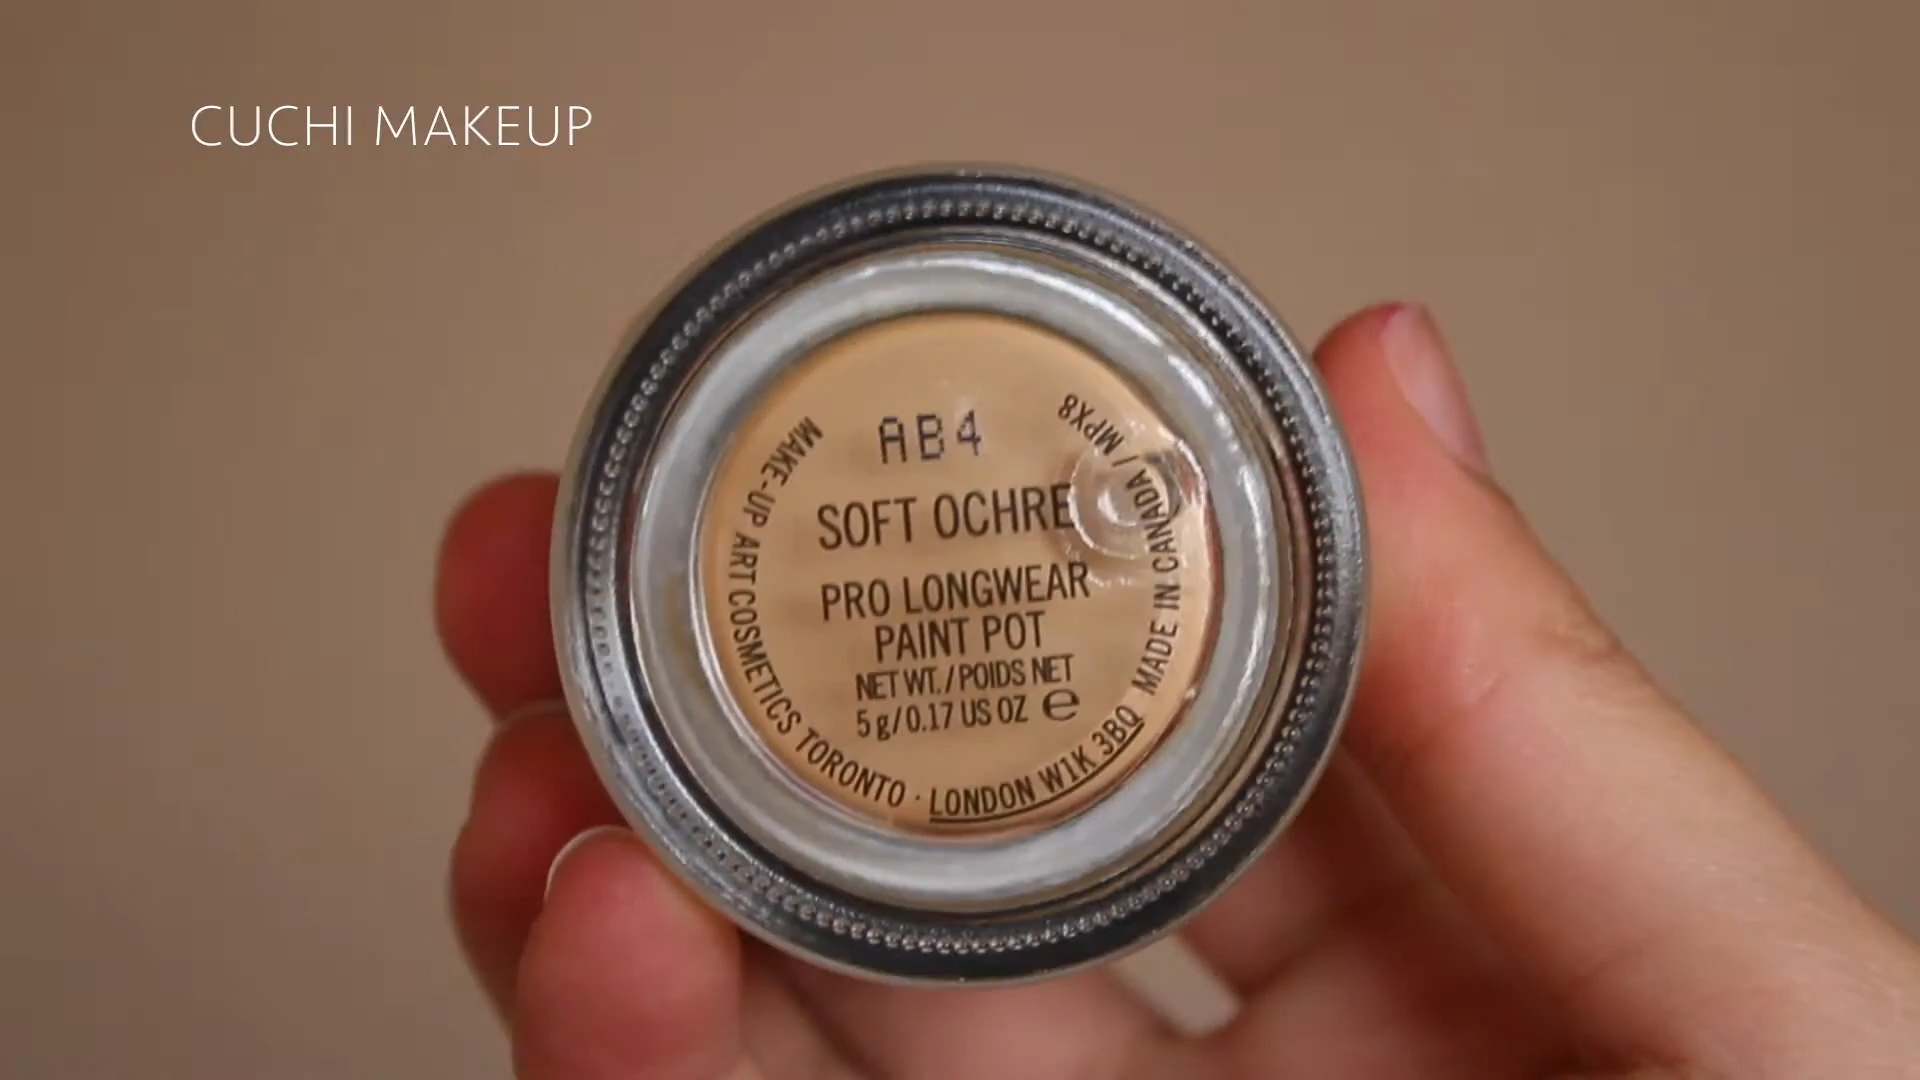 CUCHI MAKEUP
AB4
SOFT OCHRE
PRO LONGWEAR
PAINT POT
NET WT. / POIDS NET
5 g / 0.17 US OZ ℮
MAKE-UP ART COSMETICS TORONTO · LONDON W1K 3BQ MADE IN CANADA / MPX8